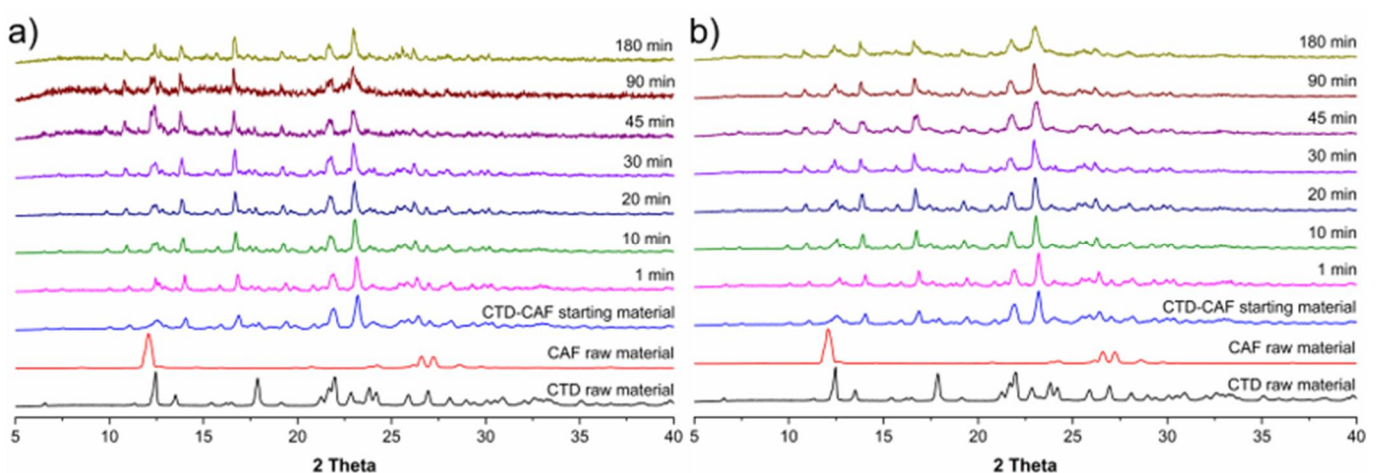 a)
180 min
90 min
45 min
30 min
20 min
10 min
1 min
CTD-CAF starting material
CAF raw material
CTD raw material
5 10 15 20 25 30 35 40
2 Theta
b)
180 min
90 min
45 min
30 min
20 min
10 min
1 min
CTD-CAF starting material
CAF raw material
CTD raw material
5 10 15 20 25 30 35 40
2 Theta